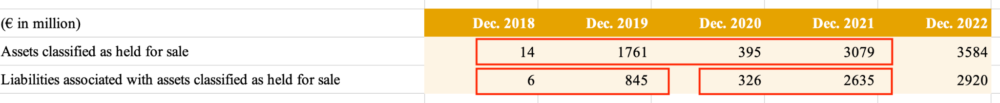 (€ in million) Dec. 2018 Dec. 2019 Dec. 2020 Dec. 2021 Dec. 2022
Assets classified as held for sale 14 1761 395 3079 3584
Liabilities associated with assets classified as held for sale 6 845 326 2635 2920